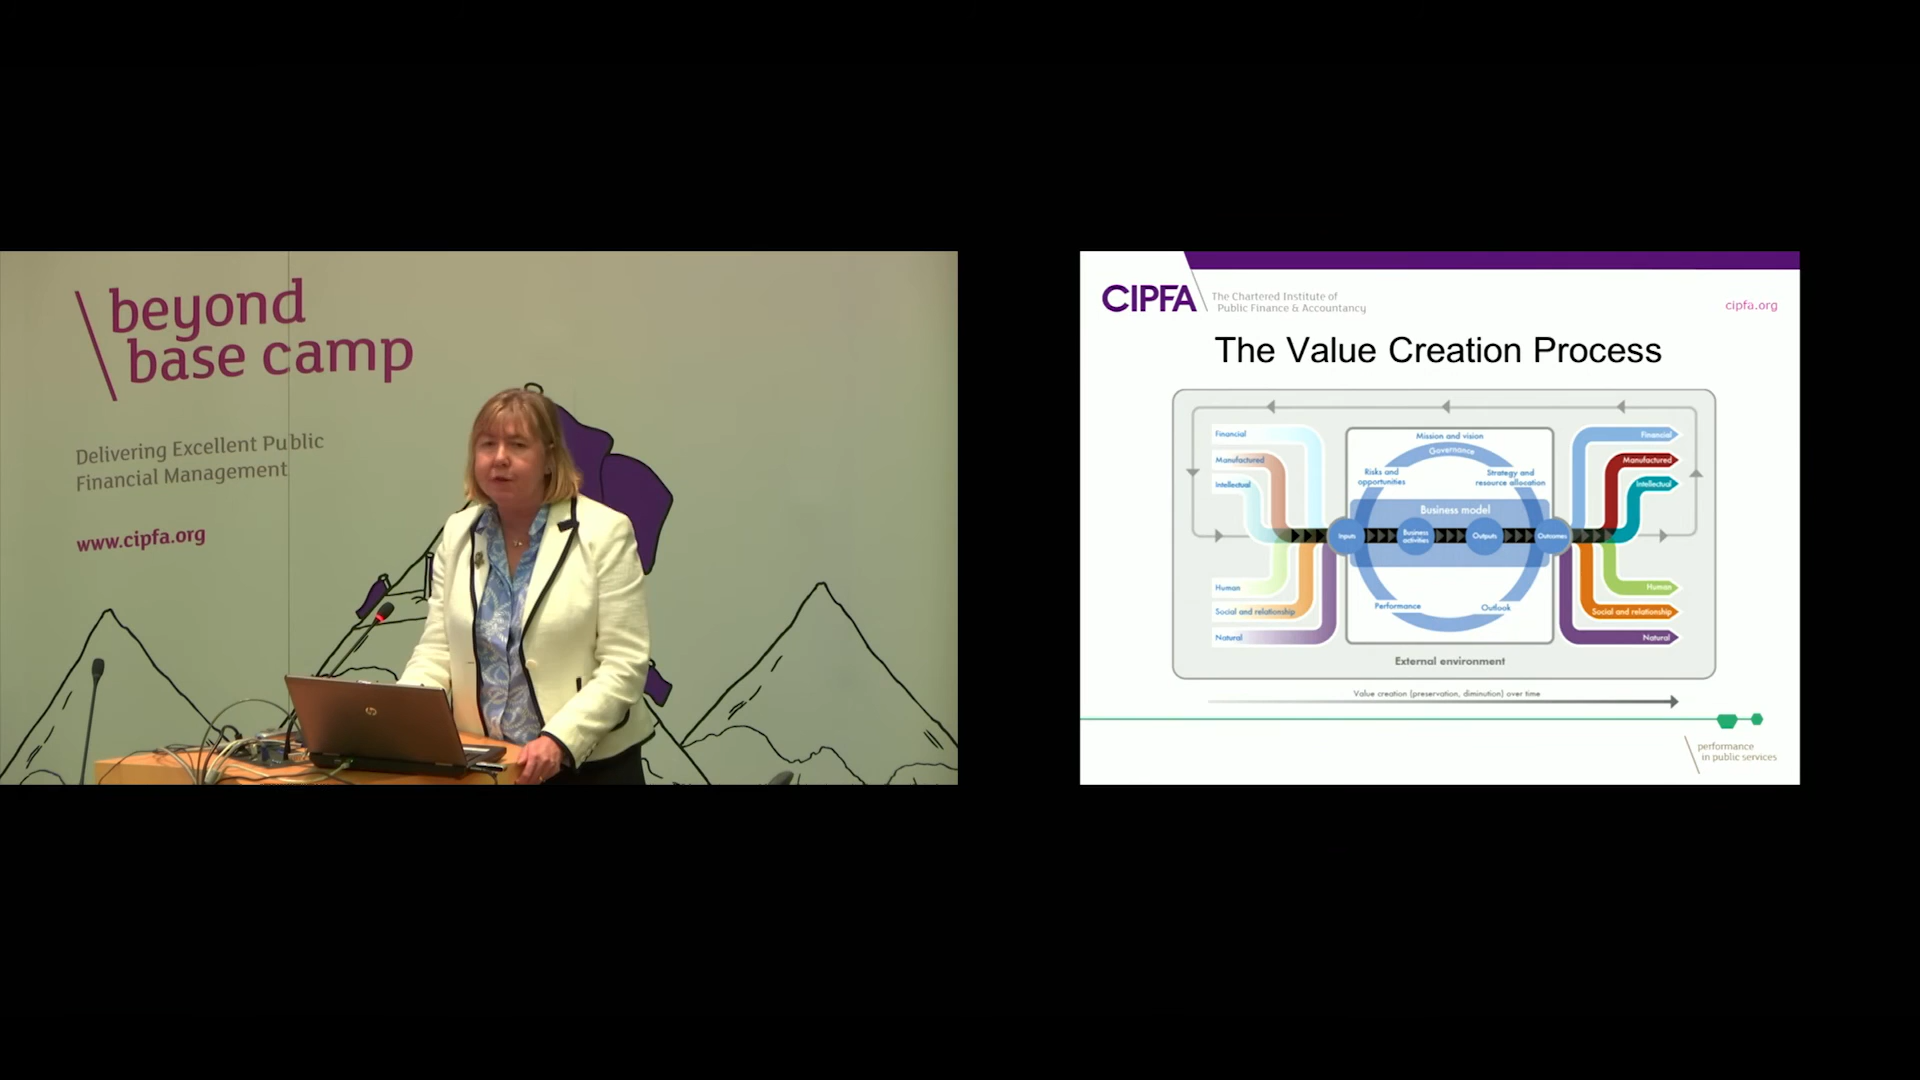 beyond
base camp
Delivering Excellent Public
Financial Management
www.cipfa.org
hp
CIPFA
The Chartered Institute of
Public Finance & Accountancy
cipfa.org
The Value Creation Process
Financial
Manufactured
Intellectual
Human
Social and relationship
Natural
Mission and vision
Governance
Risks and
opportunities
Strategy and
resource allocation
Business model
Inputs
Business
activities
Outputs
Outcomes
Performance
Outlook
Financial
Manufactured
Intellectual
Human
Social and relationship
Natural
External environment
Value creation (preservation, diminution) over time
performance
in public services